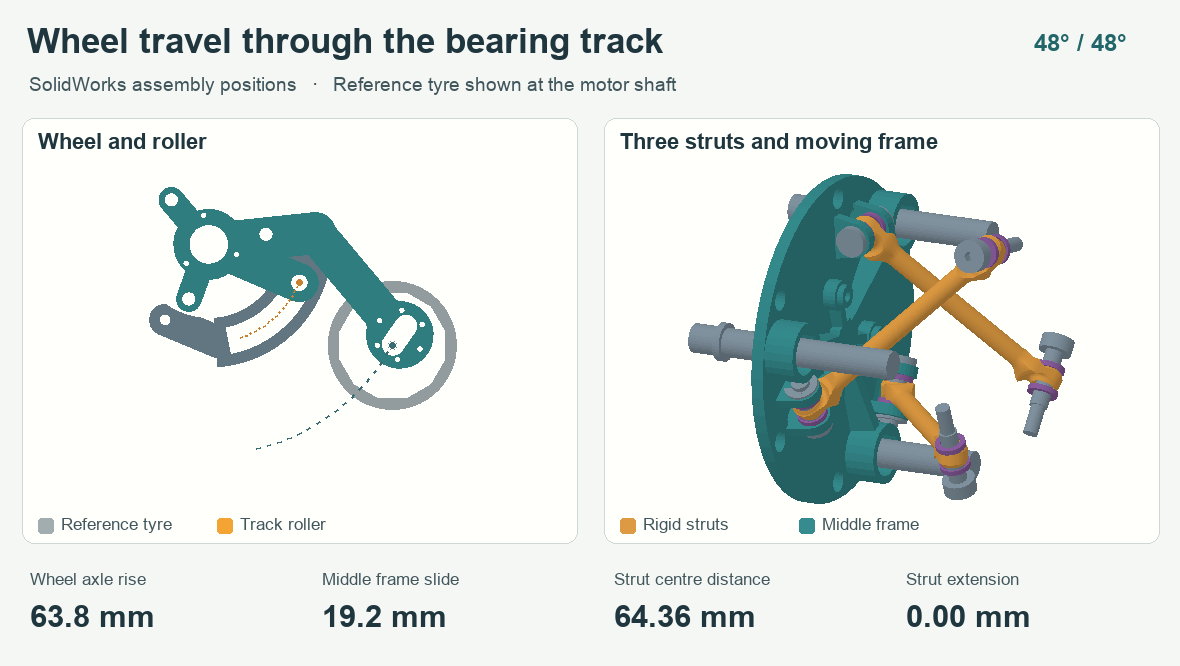 Wheel travel through the bearing track
48° / 48°
SolidWorks assembly positions · Reference tyre shown at the motor shaft
Wheel and roller
Three struts and moving frame
Reference tyre
Track roller
Rigid struts
Middle frame
Wheel axle rise
Middle frame slide
Strut centre distance
Strut extension
63.8 mm
19.2 mm
64.36 mm
0.00 mm